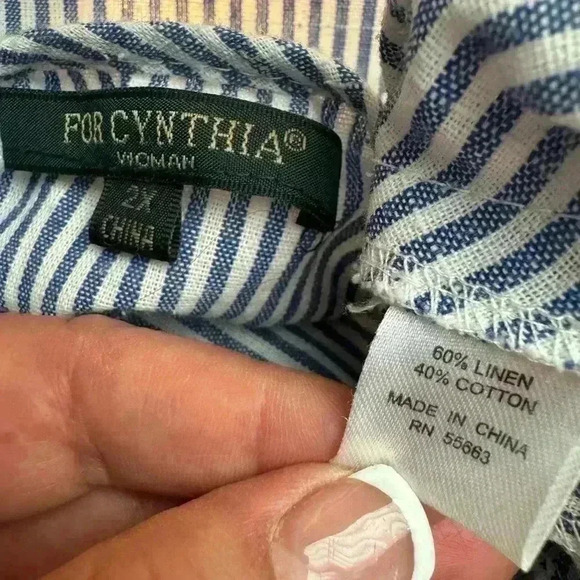 FOR CYNTHIA®
WOMAN
2X
CHINA
60% LINEN
40% COTTON
MADE IN CHINA
RN 55663